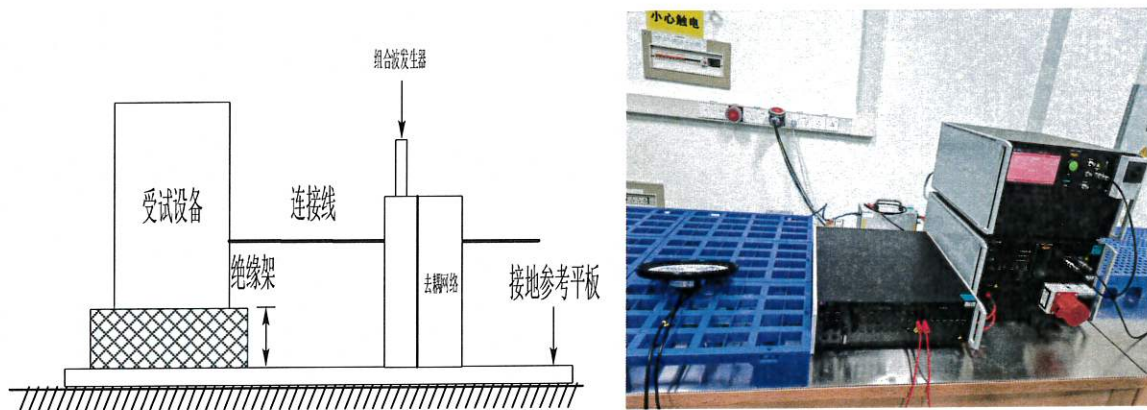 组合波发生器
受试设备
连接线
绝缘架
去耦网络
接地参考平板
小心触电